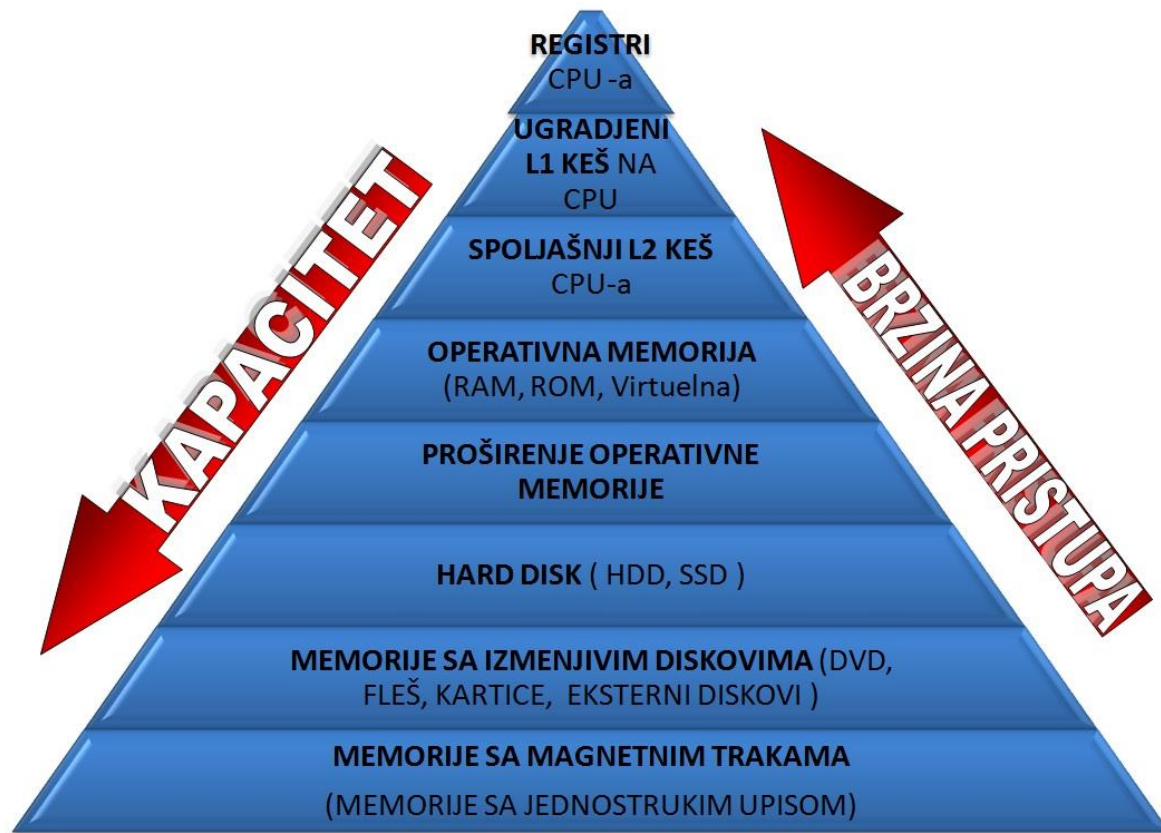 REGISTRI
CPU -a
UGRADJENI
L1 KEŠ NA
CPU
SPOLJAŠNJI L2 KEŠ
CPU-a
OPERATIVNA MEMORIJA
(RAM, ROM, Virtuelna)
PROŠIRENJE OPERATIVNE
MEMORIJE
HARD DISK ( HDD, SSD )
MEMORIJE SA IZMENJIVIM DISKOVIMA (DVD,
FLEŠ, KARTICE,  EKSTERNI DISKOVI )
MEMORIJE SA MAGNETNIM TRAKAMA
(MEMORIJE SA JEDNOSTRUKIM UPISOM)
KAPACITET
BRZINA PRISTUPA